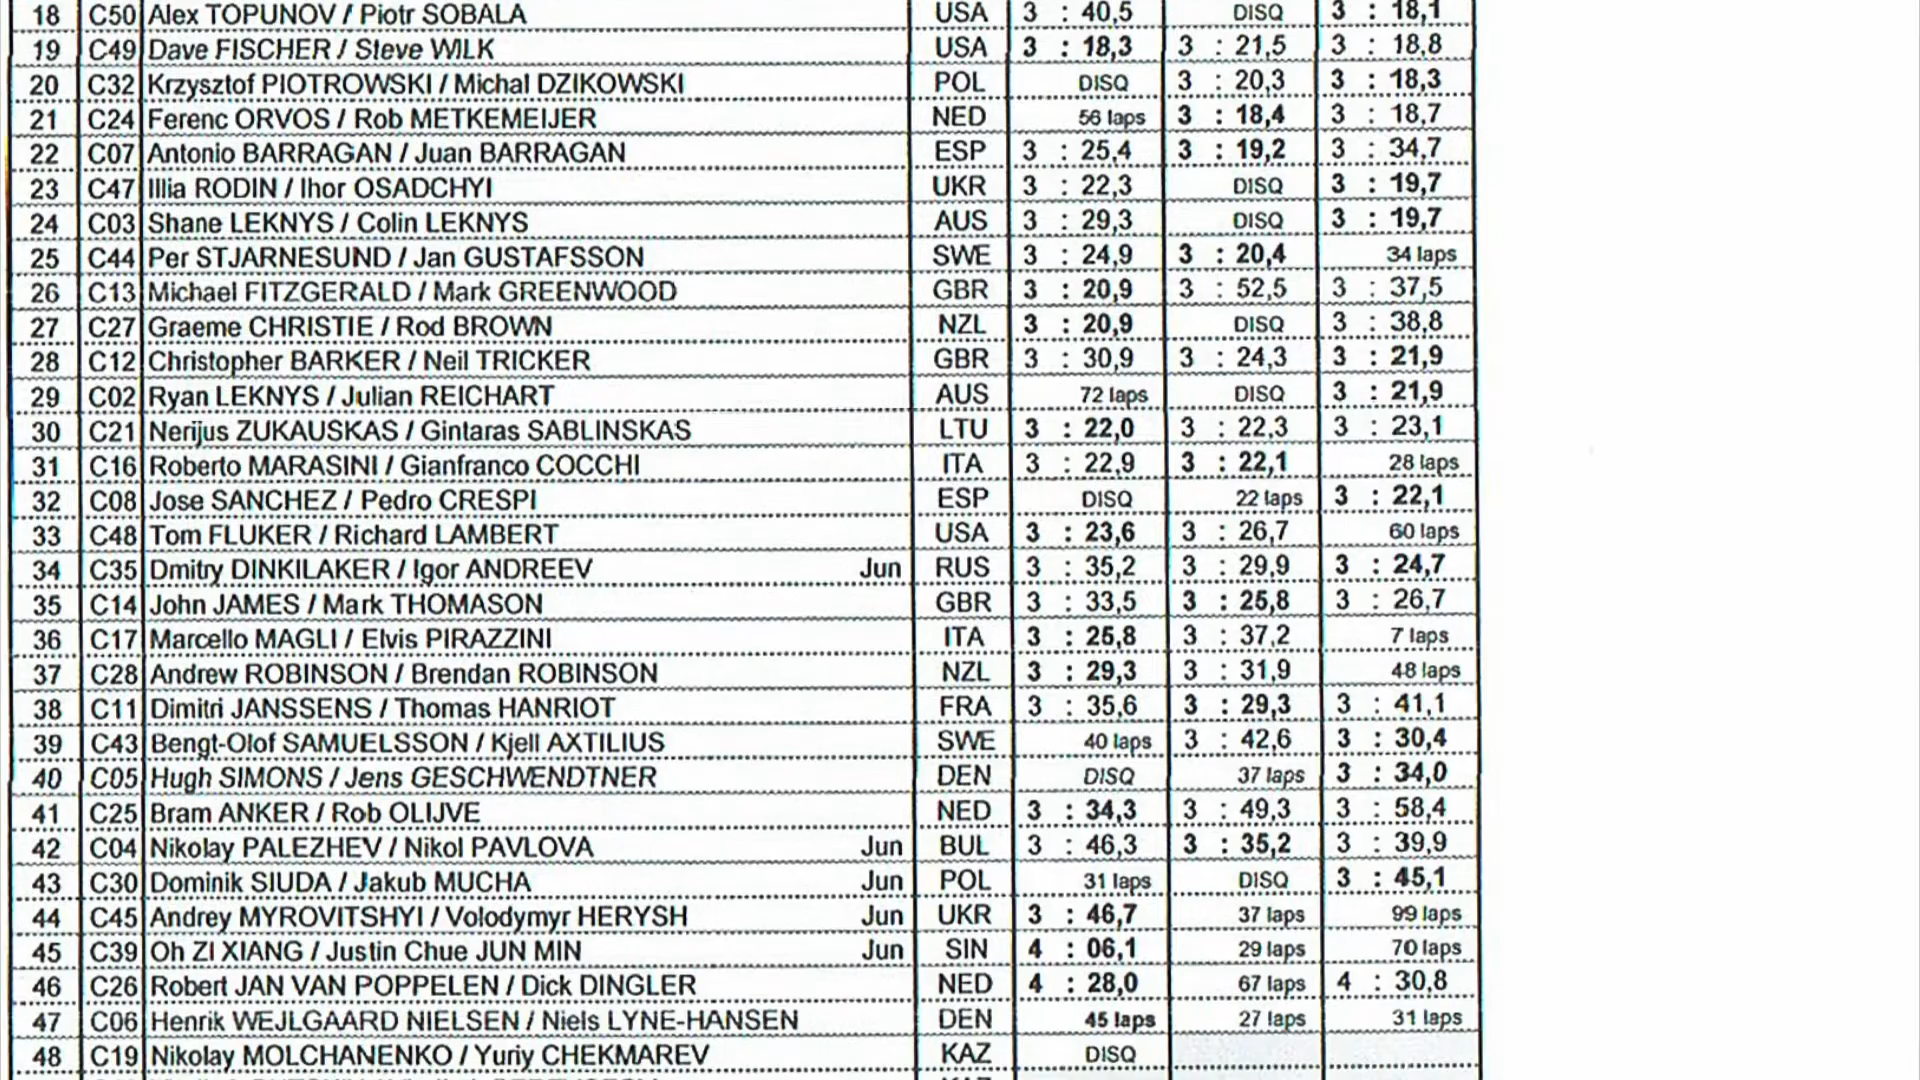 18 C50 Alex TOPUNOV / Piotr SOBALA USA 3 : 40,5 DISQ 3 : 18,1
19 C49 Dave FISCHER / Steve WILK USA 3 : 18,3 3 : 21,5 3 : 18,8
20 C32 Krzysztof PIOTROWSKI / Michal DZIKOWSKI POL DISQ 3 : 20,3 3 : 18,3
21 C24 Ferenc ORVOS / Rob METKEMEIJER NED 56 laps 3 : 18,4 3 : 18,7
22 C07 Antonio BARRAGAN / Juan BARRAGAN ESP 3 : 25,4 3 : 19,2 3 : 34,7
23 C47 Illia RODIN / Ihor OSADCHYI UKR 3 : 22,3 DISQ 3 : 19,7
24 C03 Shane LEKNYS / Colin LEKNYS AUS 3 : 29,3 DISQ 3 : 19,7
25 C44 Per STJARNESUND / Jan GUSTAFSSON SWE 3 : 24,9 3 : 20,4 34 laps
26 C13 Michael FITZGERALD / Mark GREENWOOD GBR 3 : 20,9 3 : 52,5 3 : 37,5
27 C27 Graeme CHRISTIE / Rod BROWN NZL 3 : 20,9 DISQ 3 : 38,8
28 C12 Christopher BARKER / Neil TRICKER GBR 3 : 30,9 3 : 24,3 3 : 21,9
29 C02 Ryan LEKNYS / Julian REICHART AUS 72 laps DISQ 3 : 21,9
30 C21 Nerijus ZUKAUSKAS / Gintaras SABLINSKAS LTU 3 : 22,0 3 : 22,3 3 : 23,1
31 C16 Roberto MARASINI / Gianfranco COCCHI ITA 3 : 22,9 3 : 22,1 28 laps
32 C08 Jose SANCHEZ / Pedro CRESPI ESP DISQ 22 laps 3 : 22,1
33 C48 Tom FLUKER / Richard LAMBERT USA 3 : 23,6 3 : 26,7 60 laps
34 C35 Dmitry DINKILAKER / Igor ANDREEV Jun RUS 3 : 35,2 3 : 29,9 3 : 24,7
35 C14 John JAMES / Mark THOMASON GBR 3 : 33,5 3 : 25,8 3 : 26,7
36 C17 Marcello MAGLI / Elvis PIRAZZINI ITA 3 : 25,8 3 : 37,2 7 laps
37 C28 Andrew ROBINSON / Brendan ROBINSON NZL 3 : 29,3 3 : 31,9 48 laps
38 C11 Dimitri JANSSENS / Thomas HANRIOT FRA 3 : 35,6 3 : 29,3 3 : 41,1
39 C43 Bengt-Olof SAMUELSSON / Kjell AXTILIUS SWE 40 laps 3 : 42,6 3 : 30,4
40 C05 Hugh SIMONS / Jens GESCHWENDTNER DEN DISQ 37 laps 3 : 34,0
41 C25 Bram ANKER / Rob OLIJVE NED 3 : 34,3 3 : 49,3 3 : 58,4
42 C04 Nikolay PALEZHEV / Nikol PAVLOVA Jun BUL 3 : 46,3 3 : 35,2 3 : 39,9
43 C30 Dominik SIUDA / Jakub MUCHA Jun POL 31 laps DISQ 3 : 45,1
44 C45 Andrey MYROVITSHYI / Volodymyr HERYSH Jun UKR 3 : 46,7 37 laps 99 laps
45 C39 Oh ZI XIANG / Justin Chue JUN MIN Jun SIN 4 : 06,1 29 laps 70 laps
46 C26 Robert JAN VAN POPPELEN / Dick DINGLER NED 4 : 28,0 67 laps 4 : 30,8
47 C06 Henrik WEJLGAARD NIELSEN / Niels LYNE-HANSEN DEN 45 laps 27 laps 31 laps
48 C19 Nikolay MOLCHANENKO / Yuriy CHEKMAREV KAZ DISQ